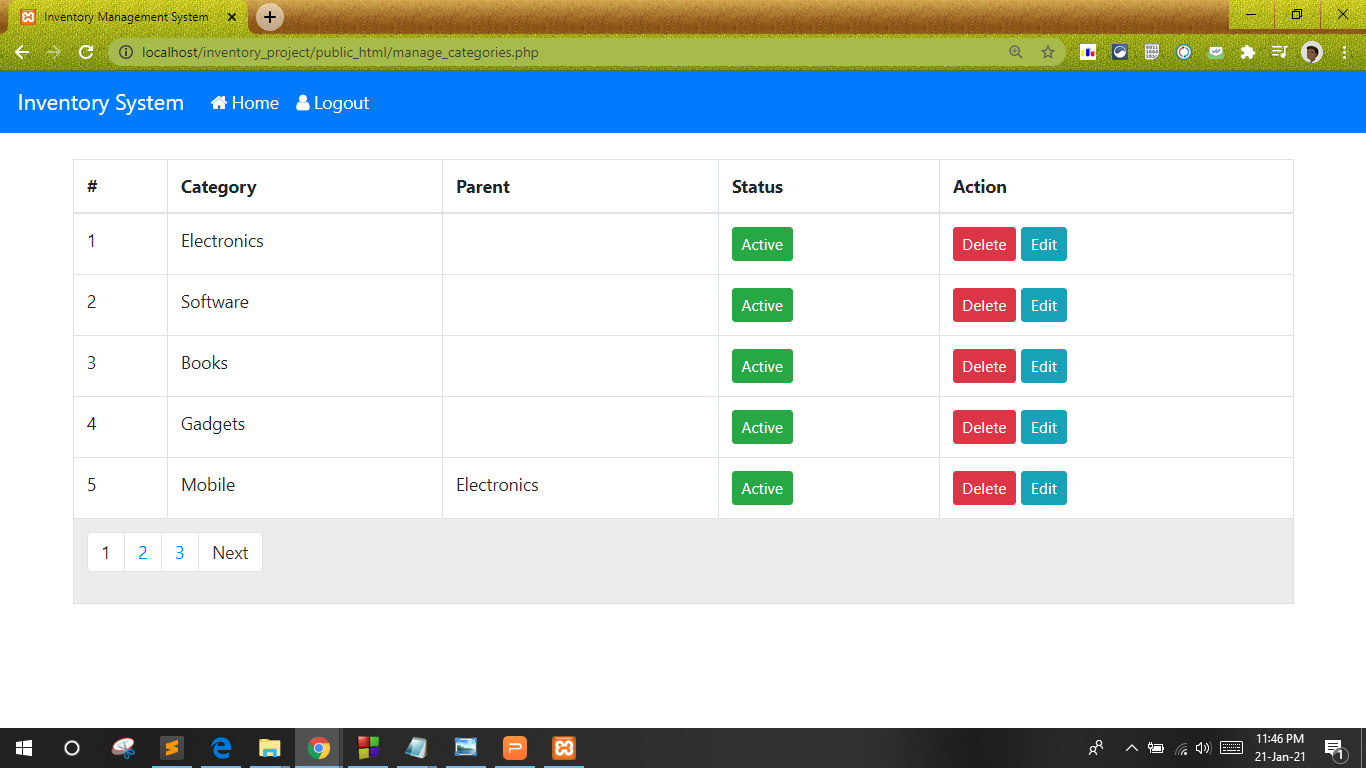 Inventory Management System
localhost/inventory_project/public_html/manage_categories.php
Inventory System Home Logout
# Category Parent Status Action
1 Electronics Active Delete Edit
2 Software Active Delete Edit
3 Books Active Delete Edit
4 Gadgets Active Delete Edit
5 Mobile Electronics Active Delete Edit
1 2 3 Next
11:46 PM
21-Jan-21
1